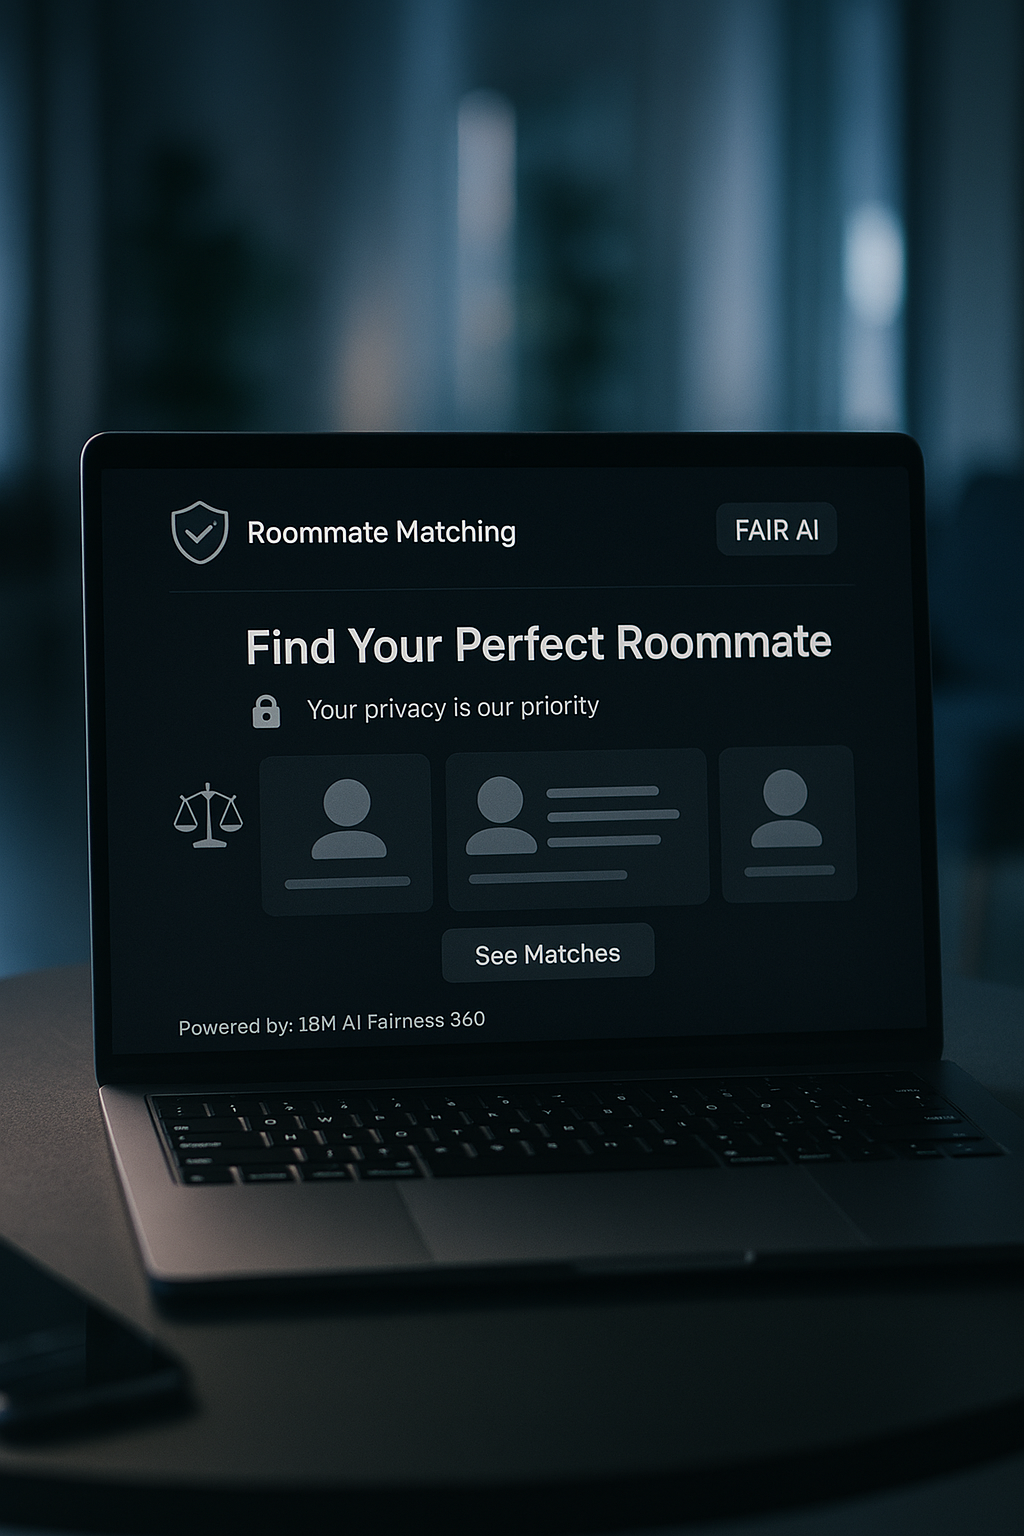 Roommate Matching
FAIR AI
Find Your Perfect Roommate
Your privacy is our priority
See Matches
Powered by: 18M AI Fairness 360